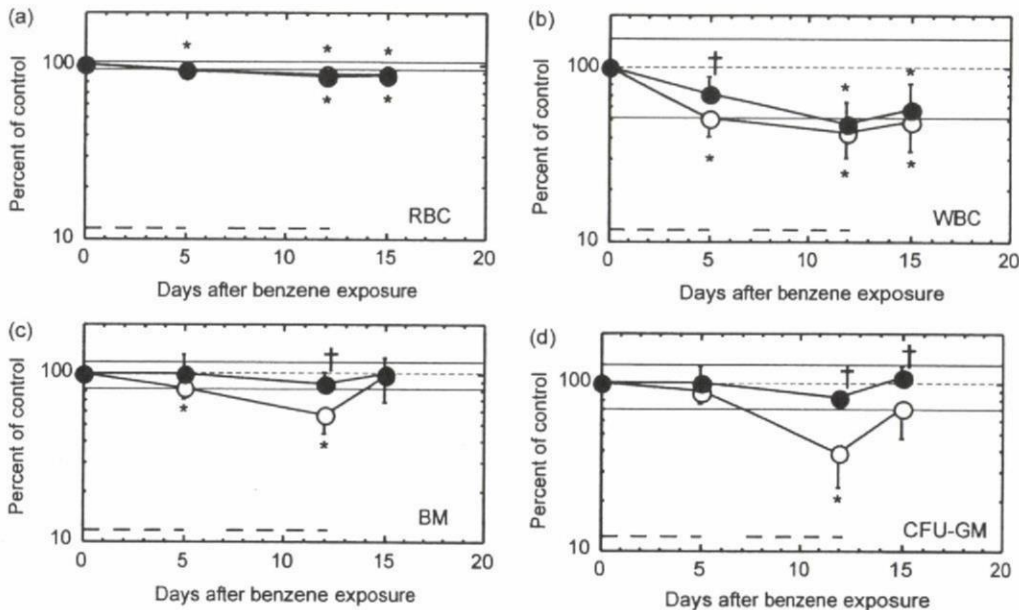 (a)
Percent of control
100
10
* * *
* *
RBC
0 5 10 15 20
Days after benzene exposure
(b)
Percent of control
100
10
†
* *
* * *
WBC
0 5 10 15 20
Days after benzene exposure
(c)
Percent of control
100
10
†
* *
BM
0 5 10 15 20
Days after benzene exposure
(d)
Percent of control
100
10
† †
*
CFU-GM
0 5 10 15 20
Days after benzene exposure